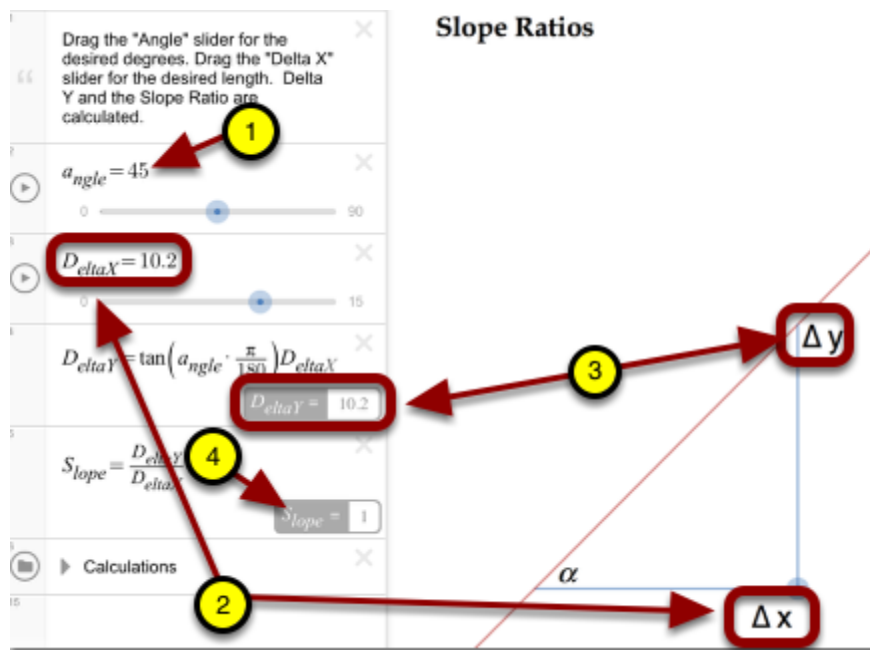 Slope Ratios
Drag the "Angle" slider for the
desired degrees. Drag the "Delta X"
slider for the desired length. Delta
Y and the Slope Ratio are
calculated.
1
a_ngle = 45
0 90
D_eltaX = 10.2
0 15
D_eltaY = tan(a_ngle · π/180)D_eltaX
D_eltaY = 10.2
Δy
3
4
S_lope = D_eltaY/D_eltaX
S_lope = 1
Calculations
α
2
Δx